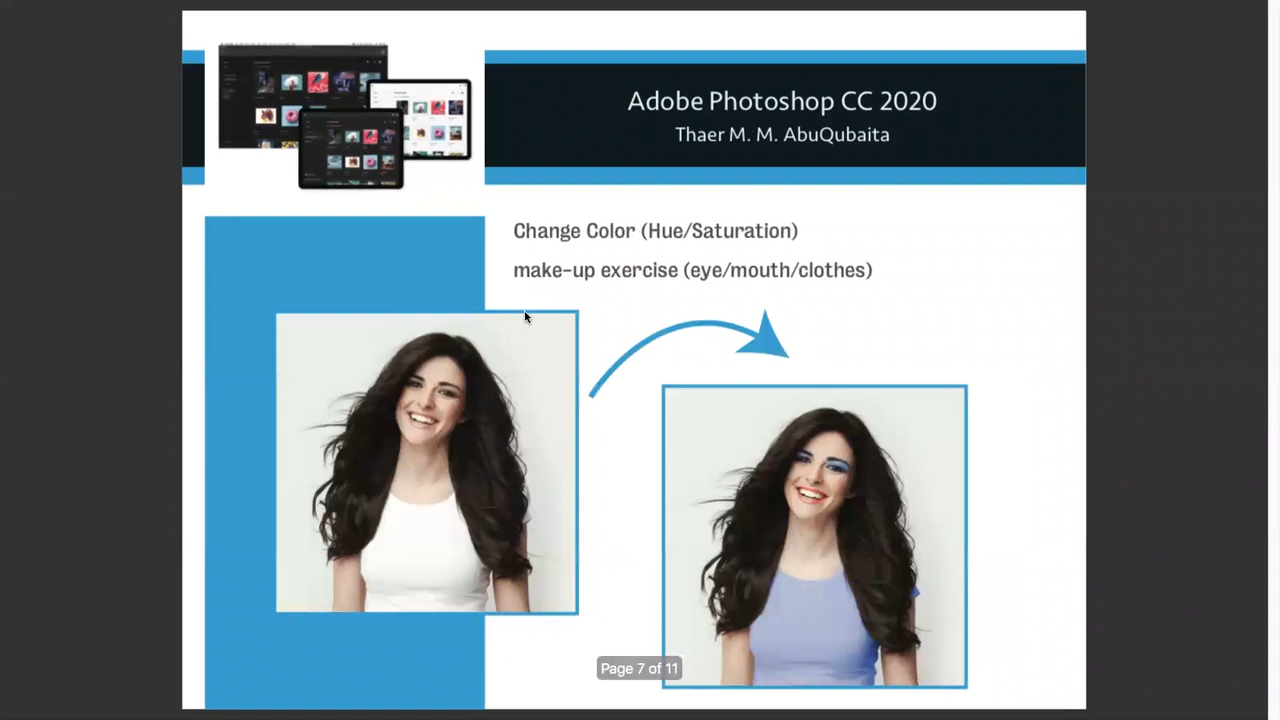 Adobe Photoshop CC 2020
Thaer M. M. AbuQubaita
Change Color (Hue/Saturation)
make-up exercise (eye/mouth/clothes)
Page 7 of 11